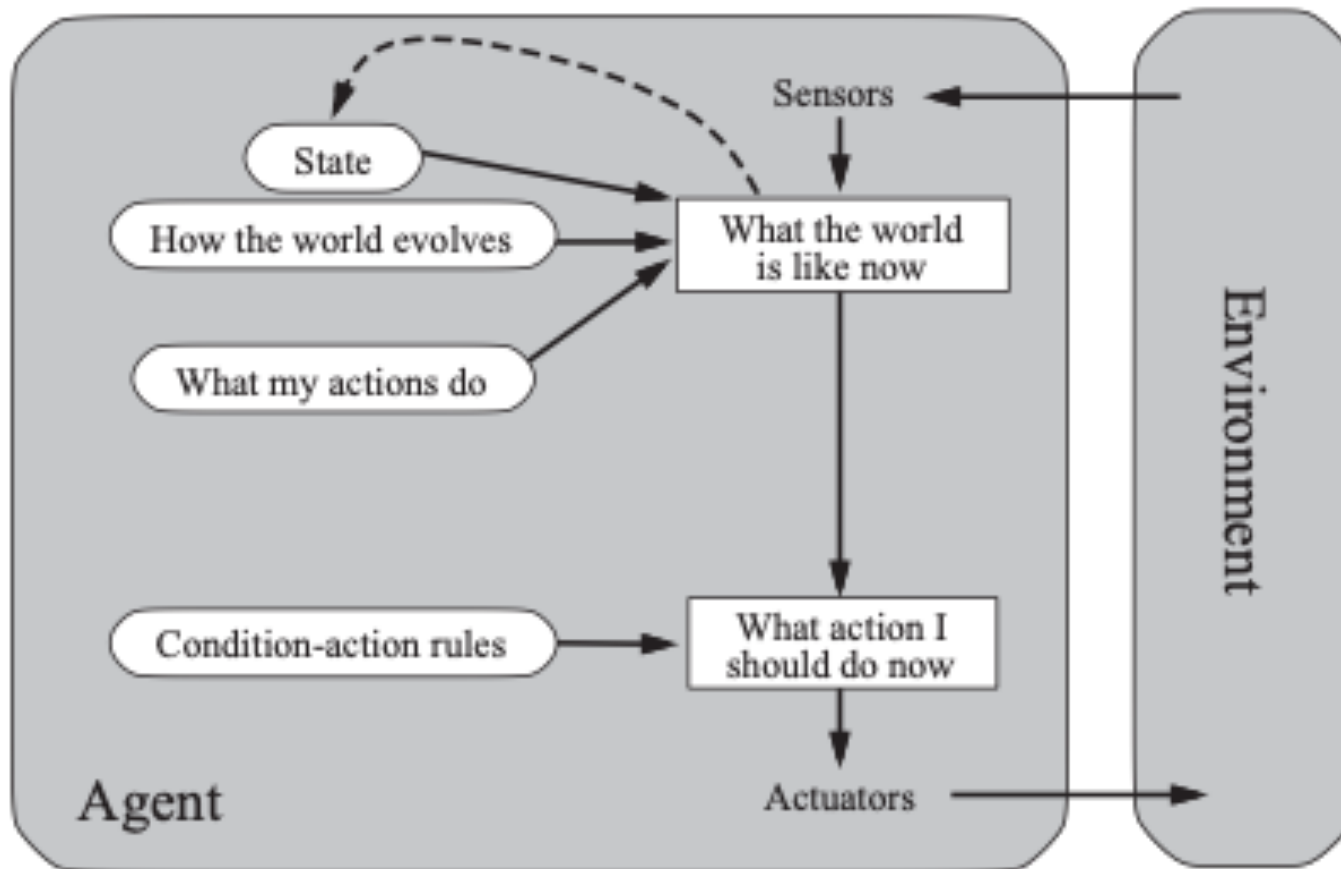 Sensors
State
How the world evolves
What the world
is like now
What my actions do
Environment
Condition-action rules
What action I
should do now
Agent
Actuators